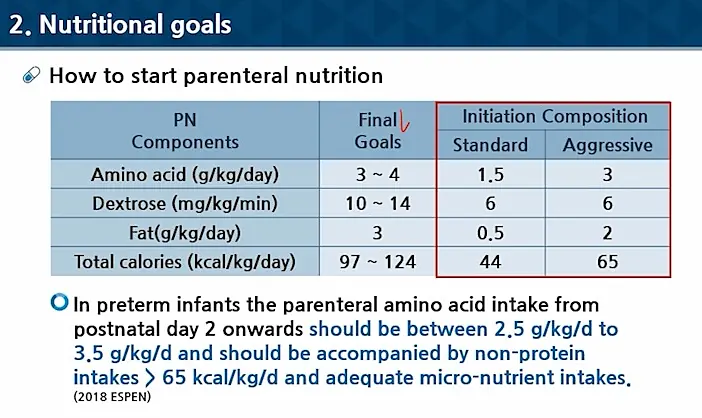 2. Nutritional goals
How to start parenteral nutrition
PN Components
Final Goals
Initiation Composition
Standard Aggressive
Amino acid (g/kg/day) 3 ~ 4 1.5 3
Dextrose (mg/kg/min) 10 ~ 14 6 6
Fat(g/kg/day) 3 0.5 2
Total calories (kcal/kg/day) 97 ~ 124 44 65
In preterm infants the parenteral amino acid intake from
postnatal day 2 onwards should be between 2.5 g/kg/d to
3.5 g/kg/d and should be accompanied by non-protein
intakes > 65 kcal/kg/d and adequate micro-nutrient intakes.
(2018 ESPEN)